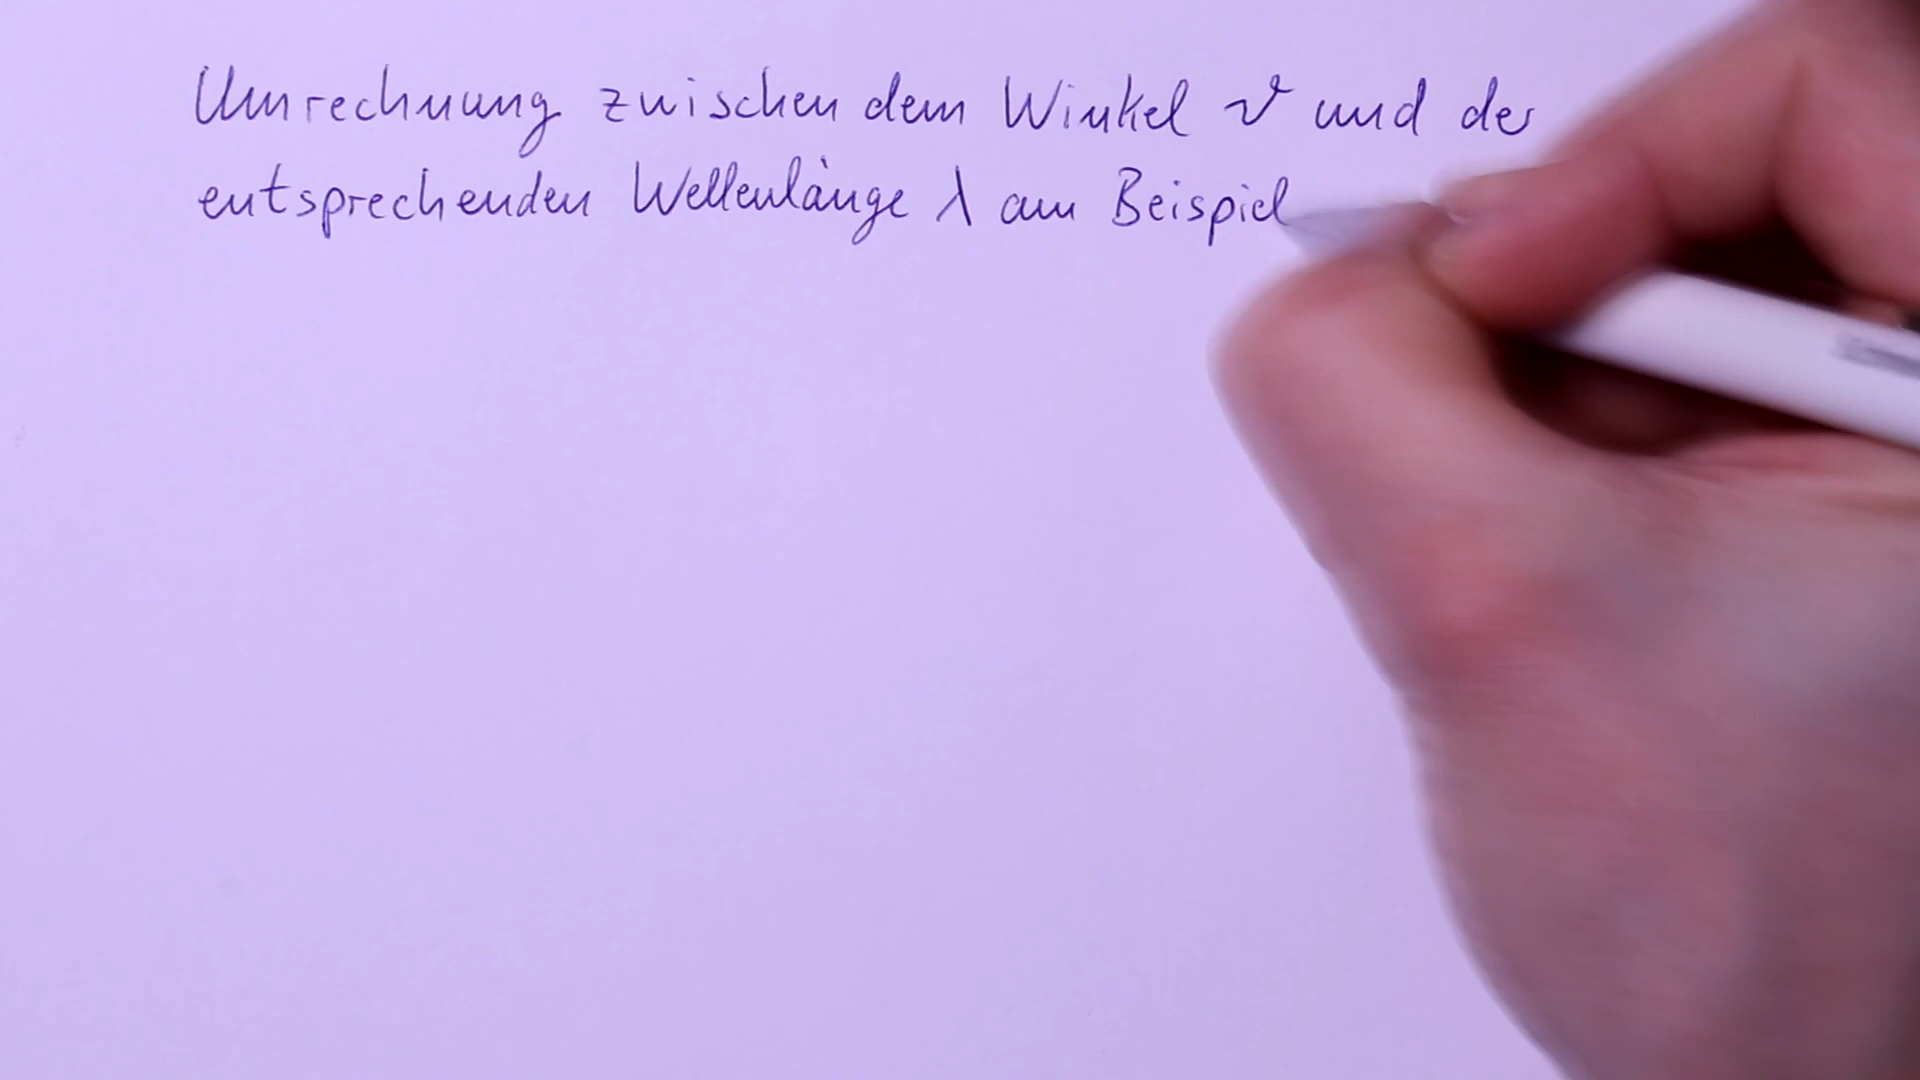 Umrechnung zwischen dem Winkel ϑ und der
entsprechenden Wellenlänge λ am Beispiel